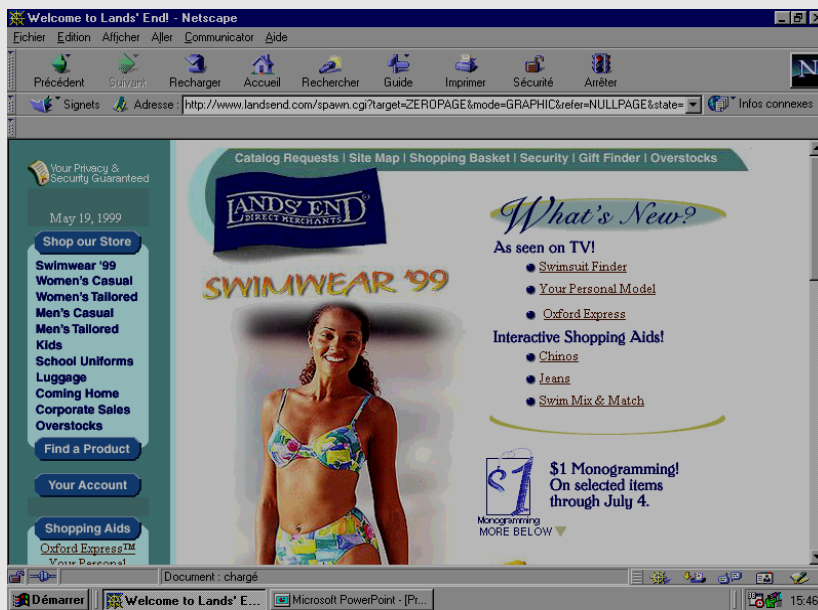 Welcome to Lands' End! - Netscape
Fichier Edition Afficher Aller Communicator Aide
Précédent Suivant Recharger Accueil Rechercher Guide Imprimer Sécurité Arrêter
N
Signets Adresse : http://www.landsend.com/spawn.cgi?target=ZEROPAGE&mode=GRAPHIC&refer=NULLPAGE&state= Infos connexes
Catalog Requests | Site Map | Shopping Basket | Security | Gift Finder | Overstocks
Your Privacy &
Security Guaranteed
May 19, 1999
Shop our Store
Swimwear '99
Women's Casual
Women's Tailored
Men's Casual
Men's Tailored
Kids
School Uniforms
Luggage
Coming Home
Corporate Sales
Overstocks
Find a Product
Your Account
Shopping Aids
Oxford Express™
Your Personal
LANDS' END
DIRECT MERCHANTS
SWIMWEAR '99
What's New?
As seen on TV!
Swimsuit Finder
Your Personal Model
Oxford Express
Interactive Shopping Aids!
Chinos
Jeans
Swim Mix & Match
$1
Monogramming
$1 Monogramming!
On selected items
through July 4.
MORE BELOW
Document : chargé
Démarrer Welcome to Lands' E... Microsoft PowerPoint - [Pr... 15:46